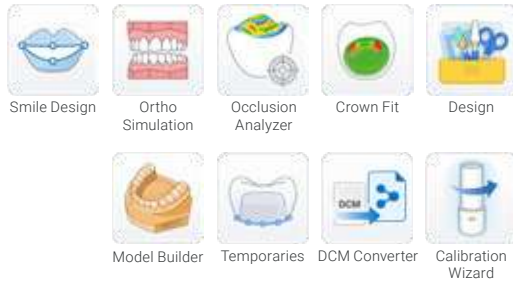 Smile Design
Ortho
Simulation
Occlusion
Analyzer
Crown Fit
Design
DCM
Model Builder
Temporaries
DCM Converter
Calibration
Wizard